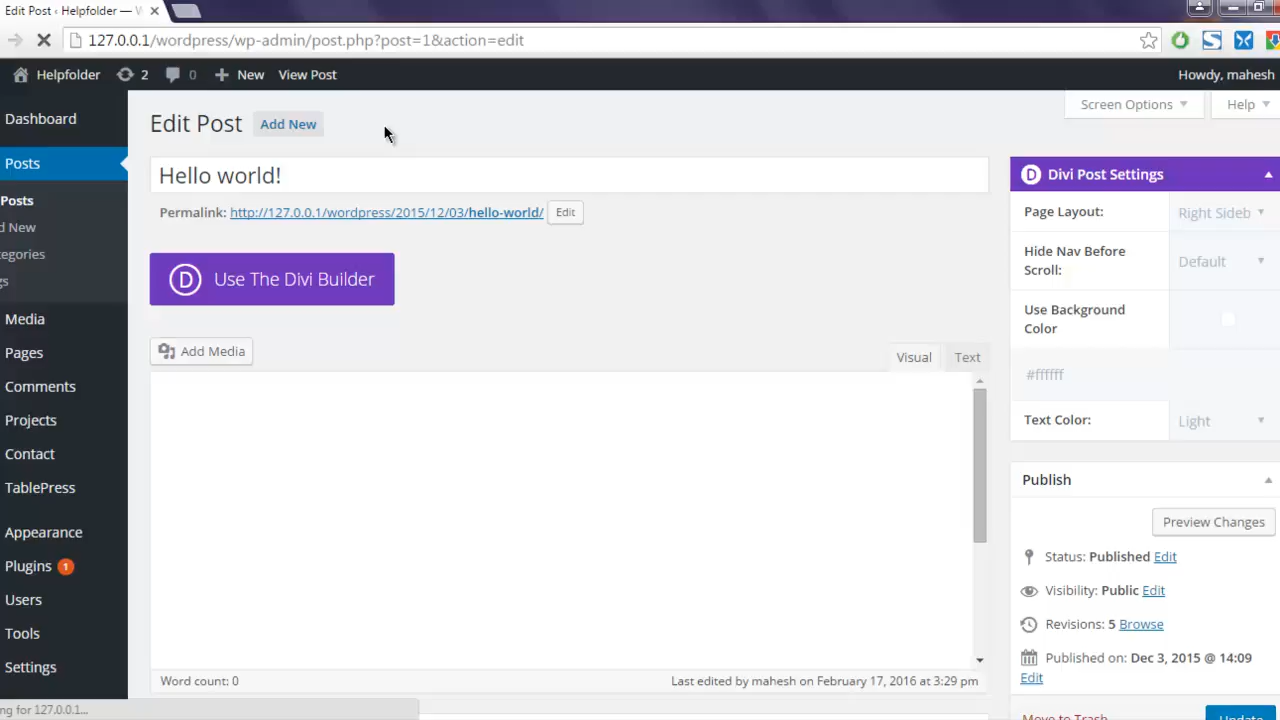 Edit Post ‹ Helpfolder —
127.0.0.1/wordpress/wp-admin/post.php?post=1&action=edit
Helpfolder 2 0 New View Post Howdy, mahesh
Screen Options Help
Dashboard
Posts
Posts
d New
egories
gs
Media
Pages
Comments
Projects
Contact
TablePress
Appearance
Plugins 1
Users
Tools
Settings
Edit Post Add New
Hello world!
Permalink: http://127.0.0.1/wordpress/2015/12/03/hello-world/ Edit
D Use The Divi Builder
Add Media
Visual Text
Word count: 0
Last edited by mahesh on February 17, 2016 at 3:29 pm
D Divi Post Settings
Page Layout: Right Sideb
Hide Nav Before
Scroll:
Default
Use Background
Color
#ffffff
Text Color: Light
Publish
Preview Changes
Status: Published Edit
Visibility: Public Edit
Revisions: 5 Browse
Published on: Dec 3, 2015 @ 14:09
Edit
Move to Trash
Update
ng for 127.0.0.1...